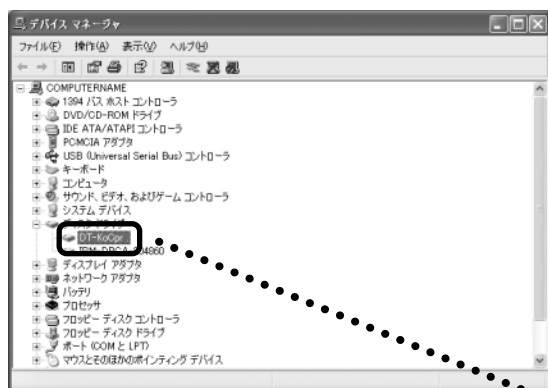 デバイス マネージャ
ファイル(F) 操作(A) 表示(V) ヘルプ(H)
COMPUTERNAME
1394 バス ホスト コントローラ
DVD/CD-ROM ドライブ
IDE ATA/ATAPI コントローラ
PCMCIA アダプタ
USB (Universal Serial Bus) コントローラ
キーボード
コンピュータ
サウンド、ビデオ、およびゲーム コントローラ
システム デバイス
ディスク ドライブ
DT-KoCpr
ディスプレイ アダプタ
ネットワーク アダプタ
バッテリ
プロセッサ
フロッピー ディスク コントローラ
フロッピー ディスク ドライブ
ポート (COM と LPT)
マウスとそのほかのポインティング デバイス